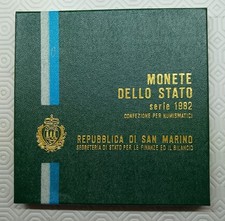 MONETE
DELLO STATO
serie 1982
CONFEZIONE PER NUMISMATICI
REPUBBLICA DI SAN MARINO
SEGRETERIA DI STATO PER LE FINANZE ED IL BILANCIO